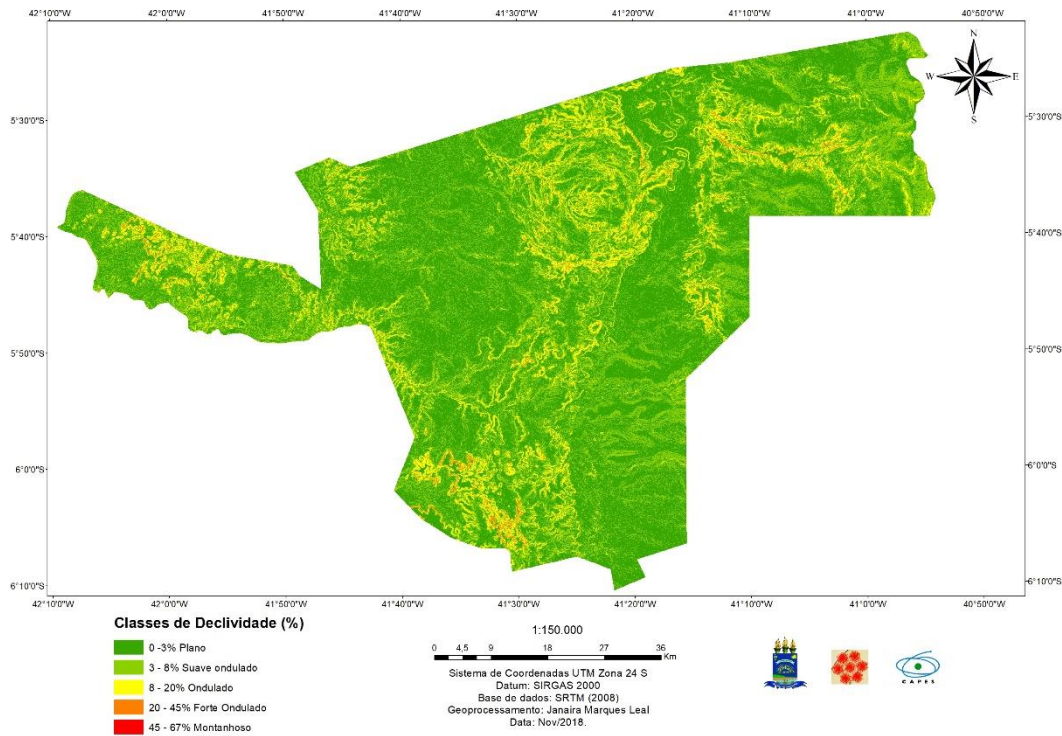 42°10'0"W 42°0'0"W 41°50'0"W 41°40'0"W 41°30'0"W 41°20'0"W 41°10'0"W 41°0'0"W 40°50'0"W
N
W E
S
5°30'0"S 5°30'0"S
5°40'0"S 5°40'0"S
5°50'0"S 5°50'0"S
6°0'0"S 6°0'0"S
6°10'0"S 6°10'0"S
42°10'0"W 42°0'0"W 41°50'0"W 41°40'0"W 41°30'0"W 41°20'0"W 41°10'0"W 41°0'0"W 40°50'0"W
Classes de Declividade (%)
0 -3% Plano
3 - 8% Suave ondulado
8 - 20% Ondulado
20 - 45% Forte Ondulado
45 - 67% Montanhoso
1:150.000
0 4,5 9 18 27 36
Km
Sistema de Coordenadas UTM Zona 24 S
Datum: SIRGAS 2000
Base de dados: SRTM (2008)
Geoprocessamento: Janaira Marques Leal
Data: Nov/2018.
CAPES